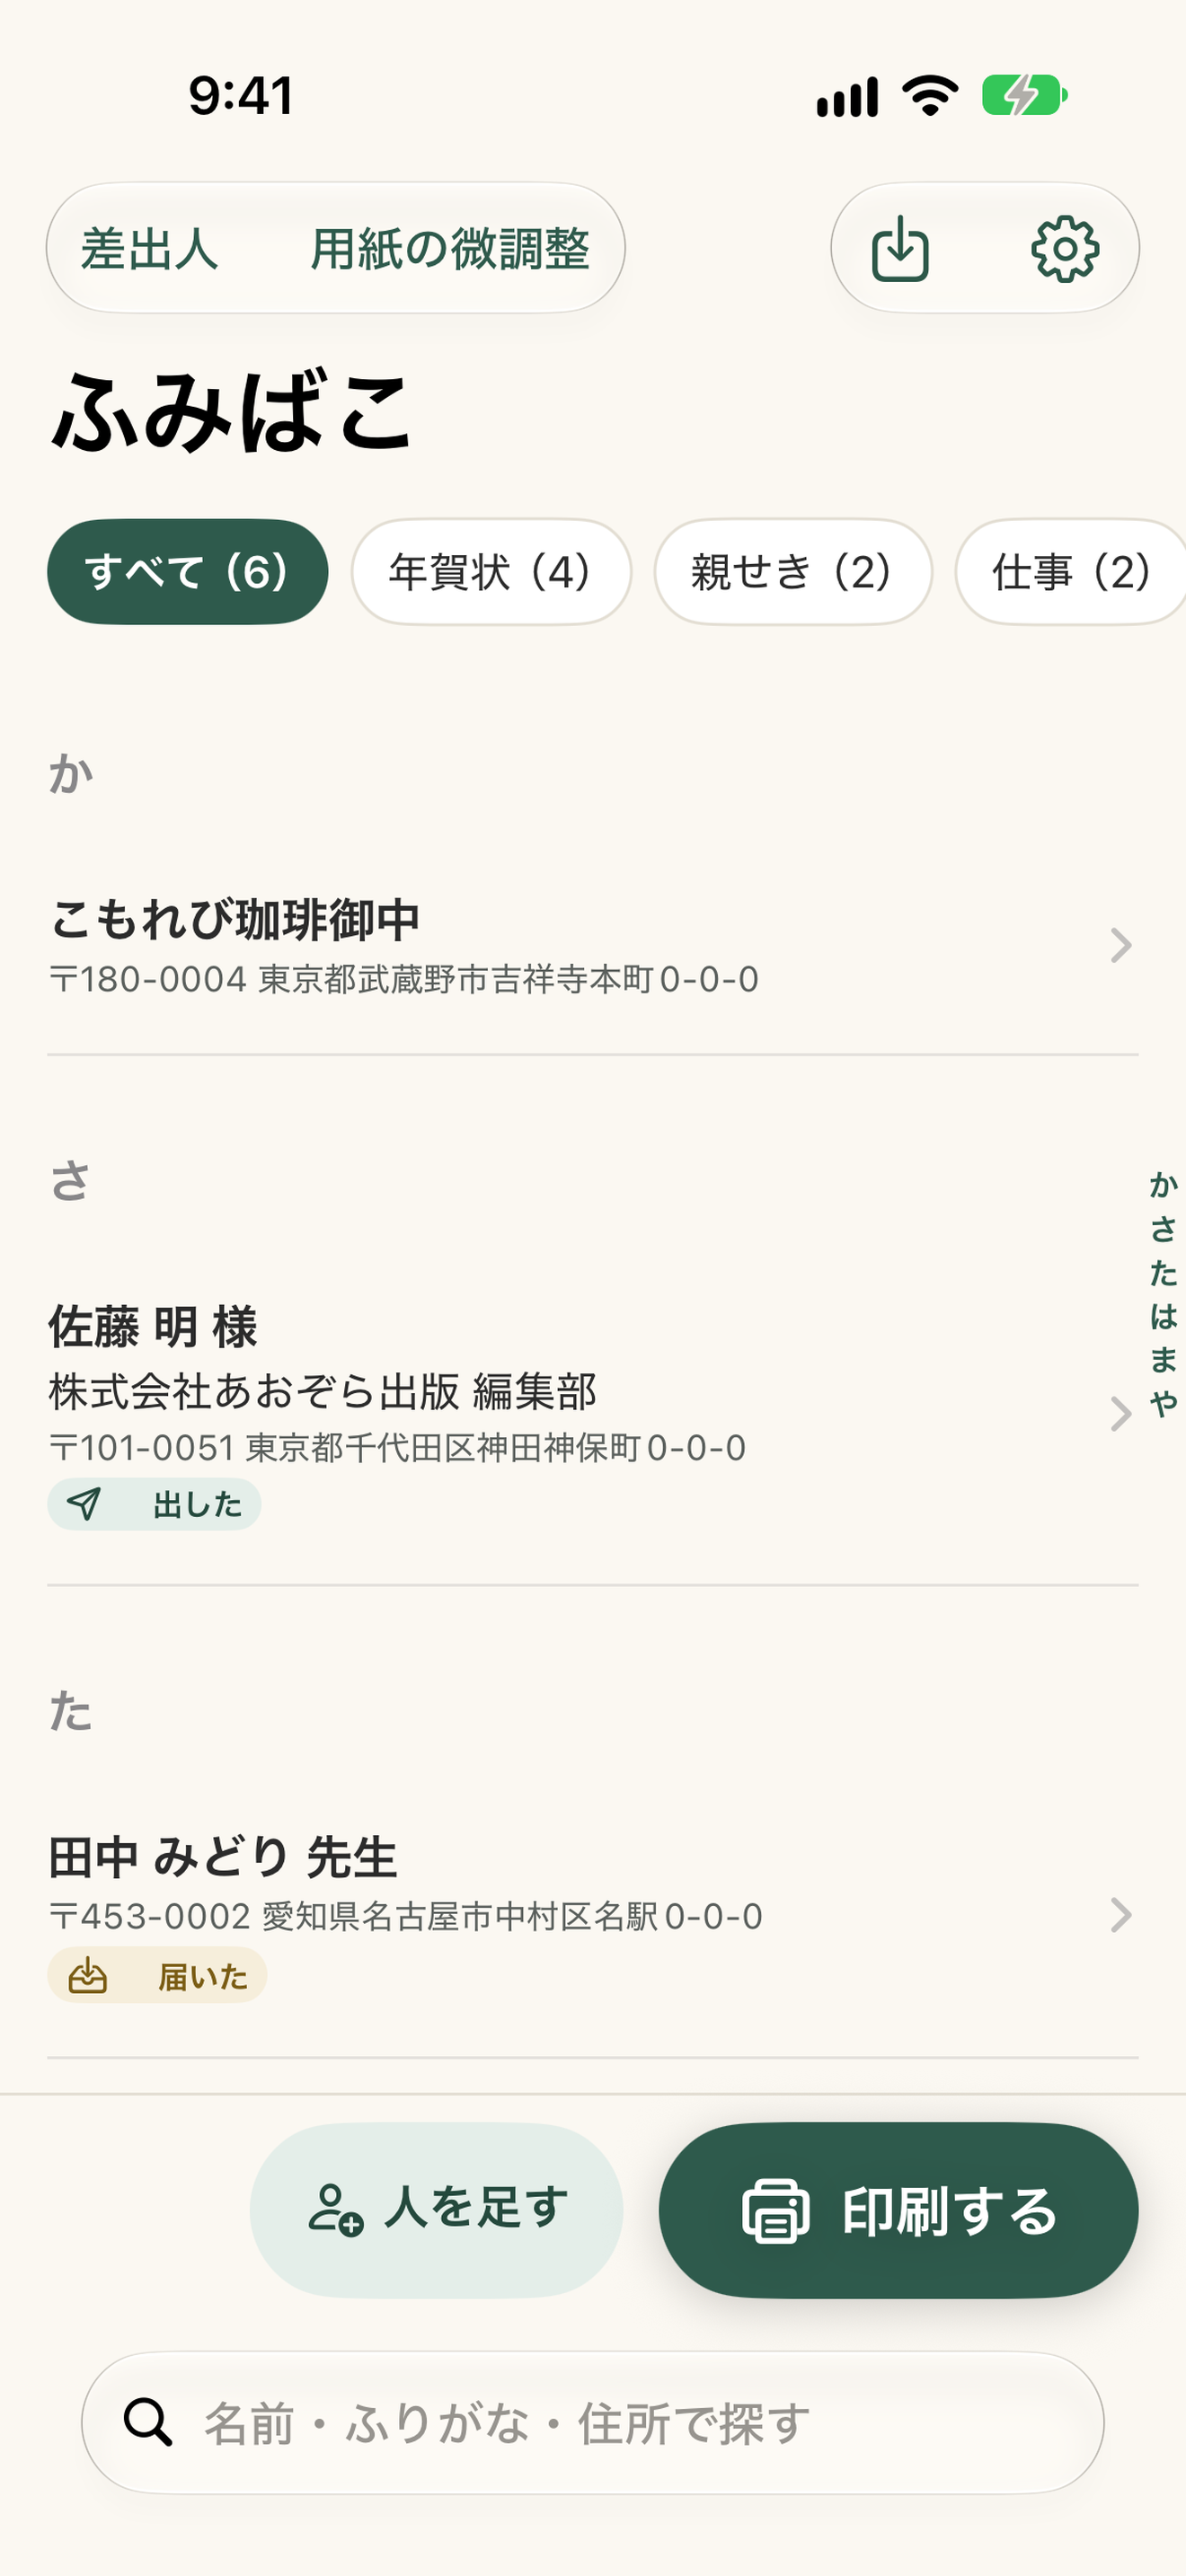 9:41
差出人 用紙の微調整
ふみばこ
すべて（6） 年賀状（4） 親せき（2） 仕事（2）
か
こもれび珈琲御中
〒180-0004 東京都武蔵野市吉祥寺本町0-0-0
さ
佐藤 明 様
株式会社あおぞら出版 編集部
〒101-0051 東京都千代田区神田神保町0-0-0
出した
か
さ
た
は
ま
や
た
田中 みどり 先生
〒453-0002 愛知県名古屋市中村区名駅0-0-0
届いた
人を足す 印刷する
名前・ふりがな・住所で探す